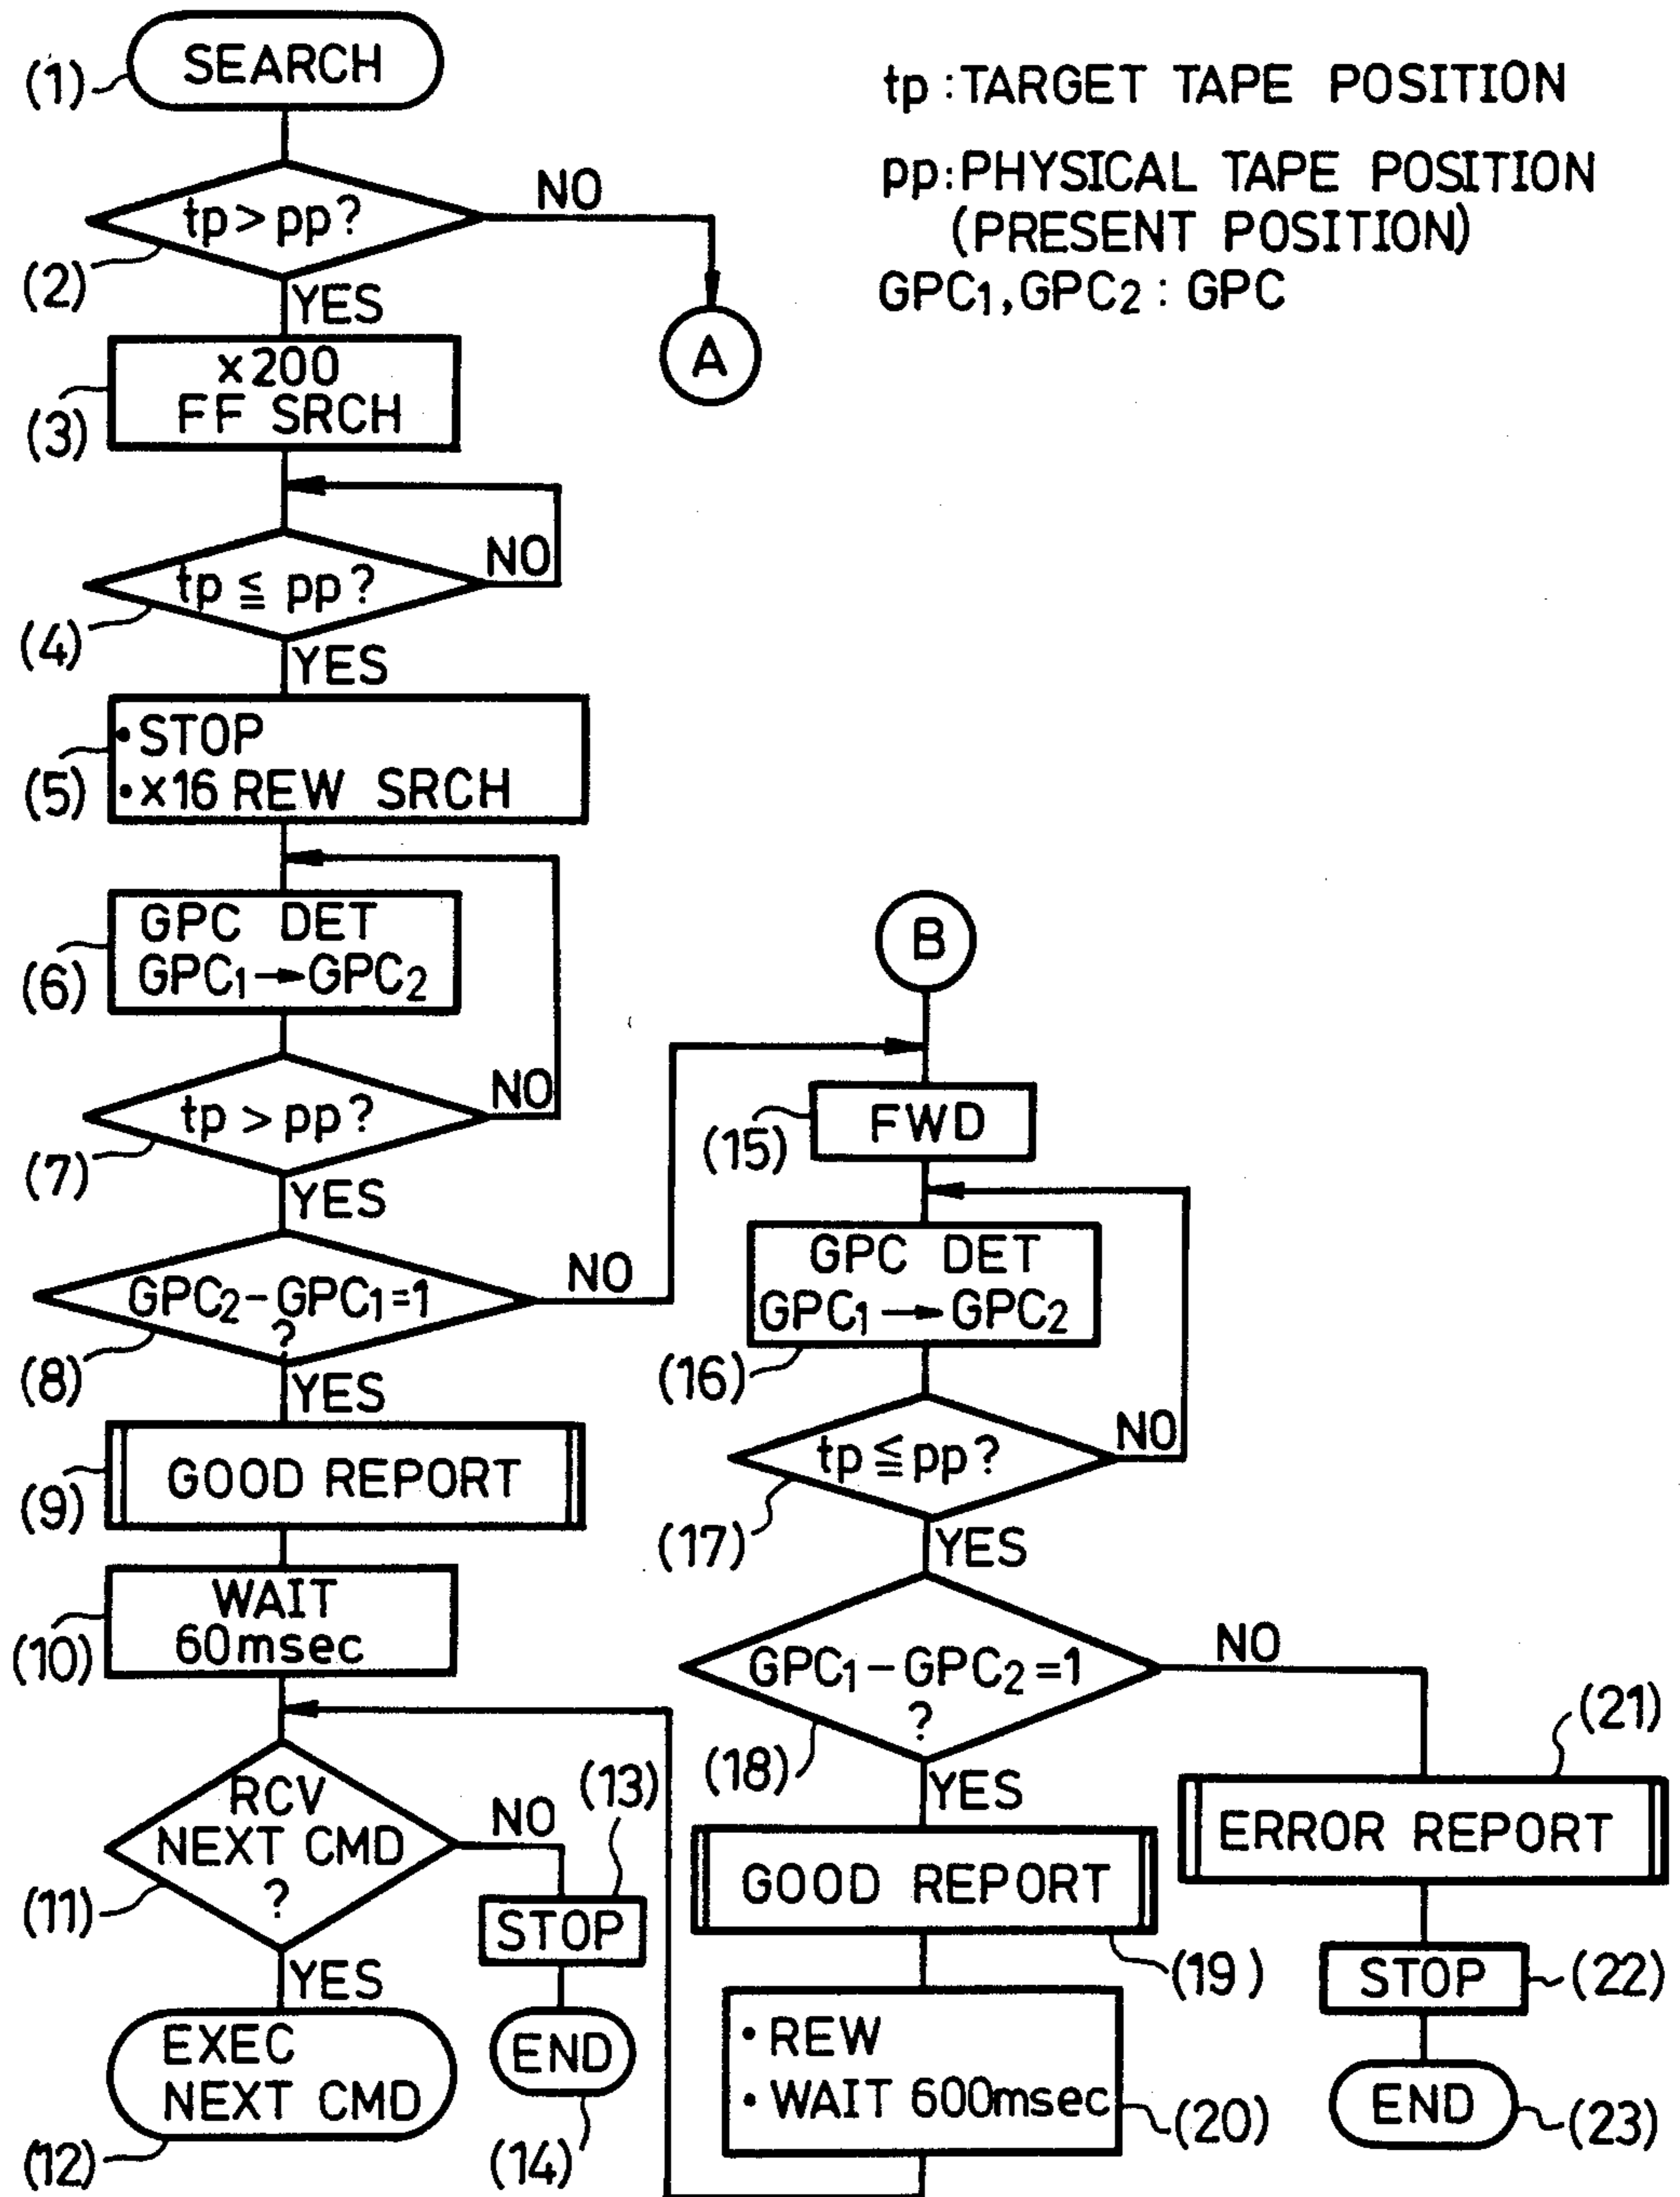 (1)
SEARCH
tp : TARGET TAPE POSITION
pp : PHYSICAL TAPE POSITION
(PRESENT POSITION)
GPC1, GPC2 : GPC
(2)
tp > pp?
NO
A
YES
(3)
x200
FF SRCH
(4)
tp ≦ pp?
NO
YES
(5)
• STOP
• x16 REW SRCH
(6)
GPC DET
GPC1 → GPC2
(7)
tp > pp?
NO
YES
(8)
GPC2 – GPC1 = 1
?
NO
YES
(9)
GOOD REPORT
(10)
WAIT
60msec
(11)
RCV
NEXT CMD
?
NO
YES
(12)
EXEC
NEXT CMD
(13)
STOP
(14)
END
B
(15)
FWD
(16)
GPC DET
GPC1 → GPC2
(17)
tp ≦ pp?
NO
YES
(18)
GPC1 – GPC2 = 1
?
NO
YES
(19)
GOOD REPORT
(20)
• REW
• WAIT 600msec
(21)
ERROR REPORT
(22)
STOP
(23)
END